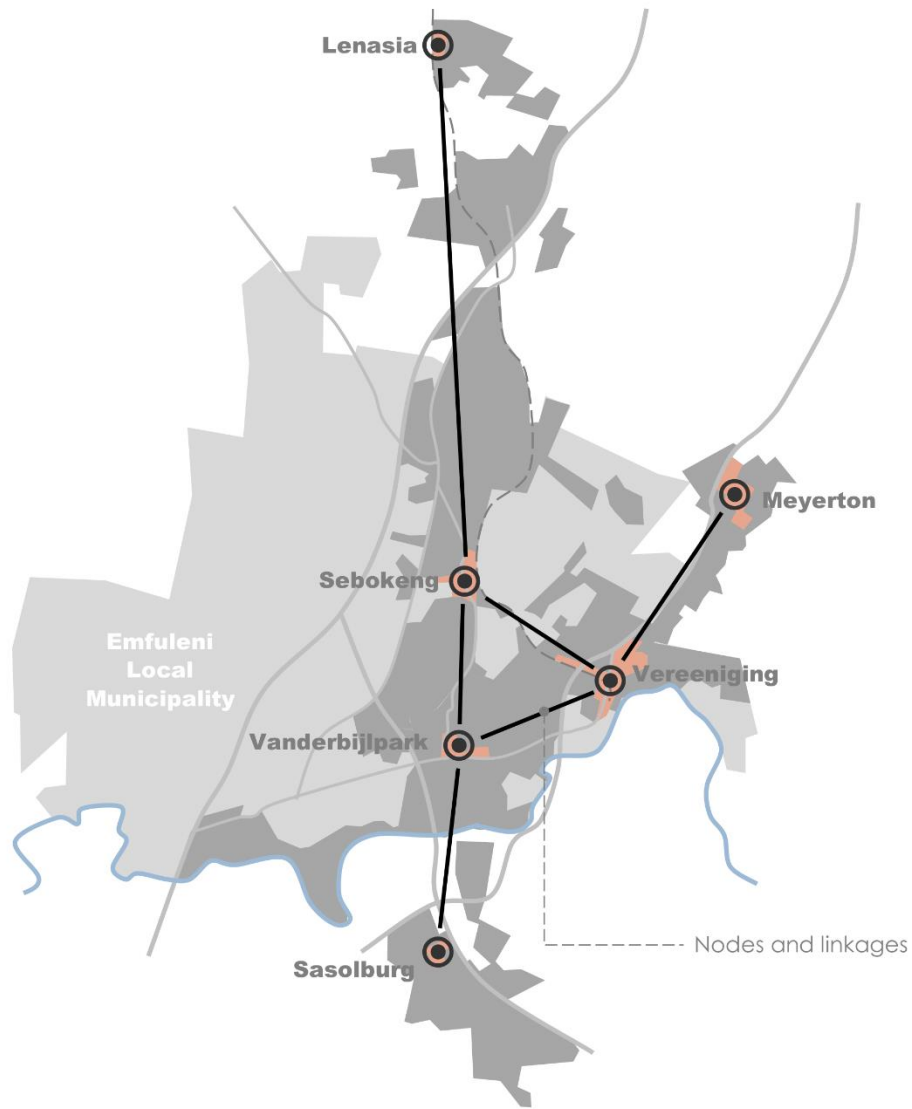 Lenasia
Meyerton
Sebokeng
Emfuleni
Local
Municipality
Vereeniging
Vanderbijlpark
Nodes and linkages
Sasolburg